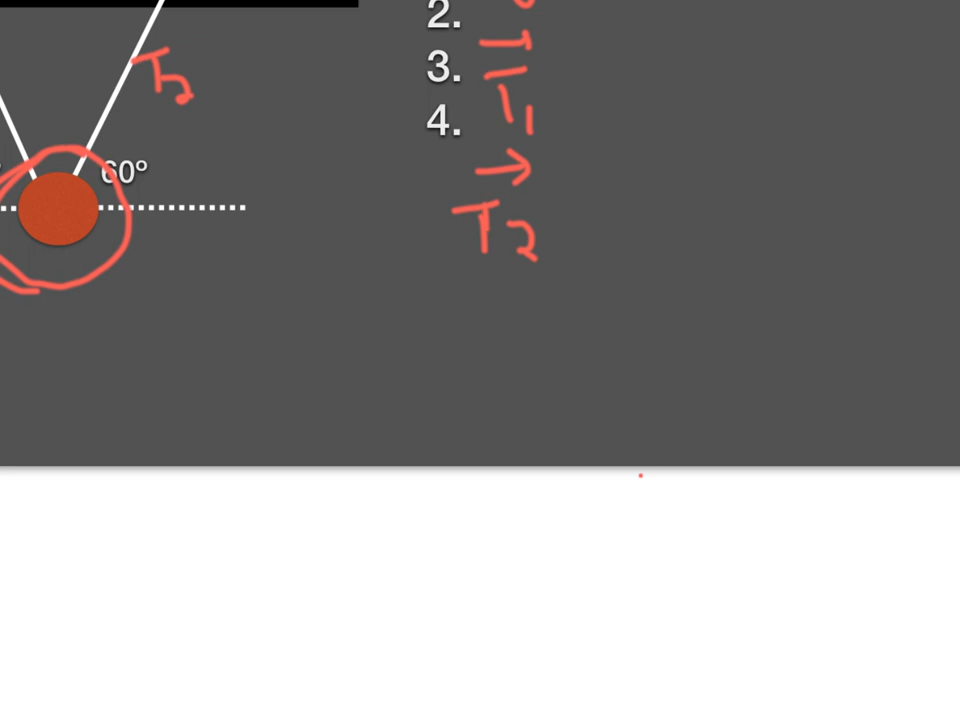 2.
3.
T₂
4.
T₁
60°
T₂